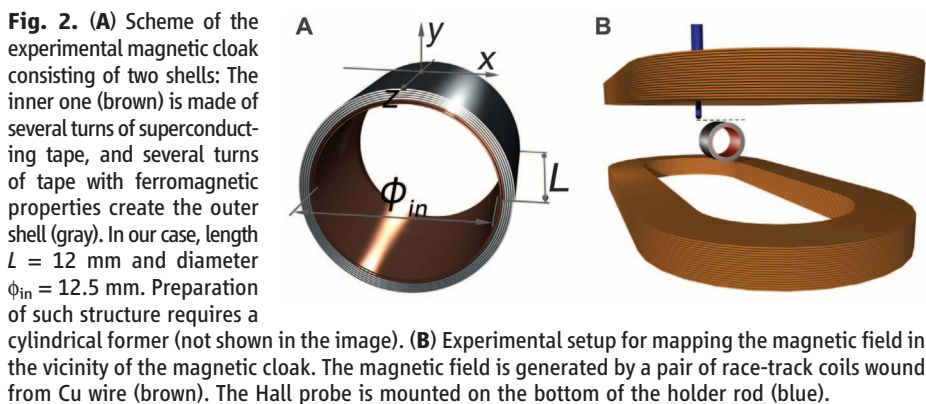 Fig. 2. (A) Scheme of the
experimental magnetic cloak
consisting of two shells: The
inner one (brown) is made of
several turns of superconduct-
ing tape, and several turns
of tape with ferromagnetic
properties create the outer
shell (gray). In our case, length
L = 12 mm and diameter
ϕin = 12.5 mm. Preparation
of such structure requires a
cylindrical former (not shown in the image). (B) Experimental setup for mapping the magnetic field in
the vicinity of the magnetic cloak. The magnetic field is generated by a pair of race-track coils wound
from Cu wire (brown). The Hall probe is mounted on the bottom of the holder rod (blue).
A
y
x
z
L
ϕin
B